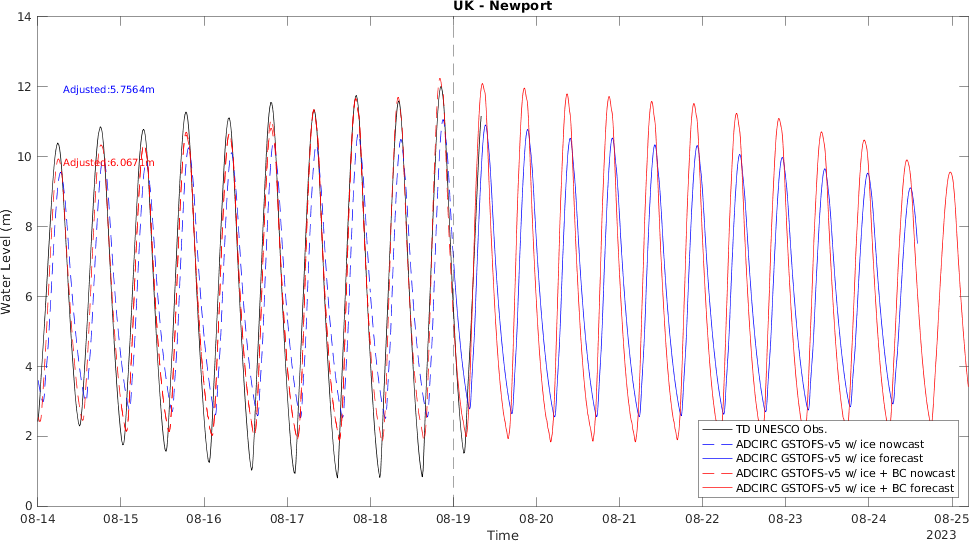 UK - Newport
14
12
10
8
6
4
2
0
Water Level (m)
Adjusted:5.7564m
Adjusted:6.0671m
TD UNESCO Obs.
ADCIRC GSTOFS-v5 w/ ice nowcast
ADCIRC GSTOFS-v5 w/ ice forecast
ADCIRC GSTOFS-v5 w/ ice + BC nowcast
ADCIRC GSTOFS-v5 w/ ice + BC forecast
08-14 08-15 08-16 08-17 08-18 08-19 08-20 08-21 08-22 08-23 08-24 08-25
Time
2023